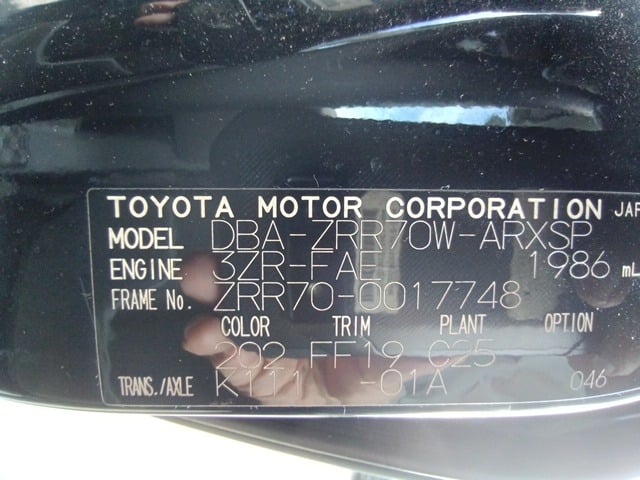 TOYOTA MOTOR CORPORATION JAP
MODEL DBA-ZRR70W-ARXSP
ENGINE 3ZR-FAE 1986 mL
FRAME No. ZRR70-0017748
COLOR TRIM PLANT OPTION
202 FF19 C25
TRANS./AXLE K111 -01A 046